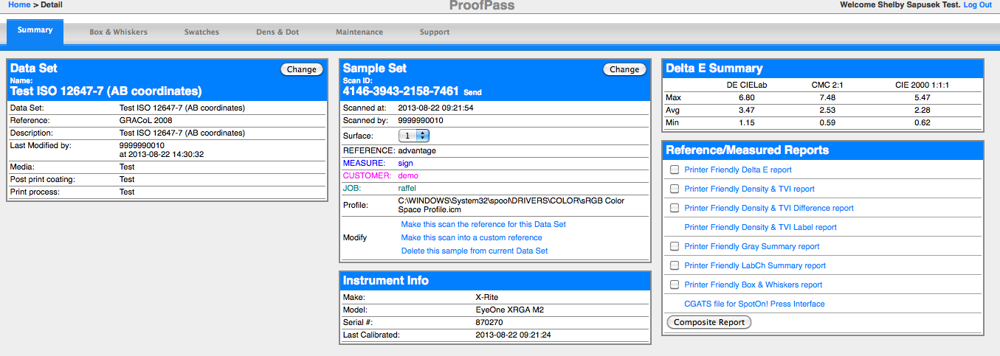 Home > Detail
ProofPass
Welcome Shelby Sapusek Test. Log Out
Summary Box & Whiskers Swatches Dens & Dot Maintenance Support
Data Set Change
Name:
Test ISO 12647-7 (AB coordinates)
Data Set: Test ISO 12647-7 (AB coordinates)
Reference: GRACoL 2008
Description: Test ISO 12647-7 (AB coordinates)
Last Modified by: 9999990010
at 2013-08-22 14:30:32
Media: Test
Post print coating: Test
Print process: Test
Sample Set Change
Scan ID:
4146-3943-2158-7461 Send
Scanned at: 2013-08-22 09:21:54
Scanned by: 9999990010
Surface: 1
REFERENCE: advantage
MEASURE: sign
CUSTOMER: demo
JOB: raffel
Profile: C:\WINDOWS\System32\spool\DRIVERS\COLOR\sRGB Color
Space Profile.icm
Make this scan the reference for this Data Set
Modify Make this scan into a custom reference
Delete this sample from current Data Set
Instrument Info
Make: X-Rite
Model: EyeOne XRGA M2
Serial #: 870270
Last Calibrated: 2013-08-22 09:21:24
Delta E Summary
DE CIELab CMC 2:1 CIE 2000 1:1:1
Max 6.80 7.48 5.47
Avg 3.47 2.53 2.28
Min 1.15 0.59 0.62
Reference/Measured Reports
Printer Friendly Delta E report
Printer Friendly Density & TVI report
Printer Friendly Density & TVI Difference report
Printer Friendly Density & TVI Label report
Printer Friendly Gray Summary report
Printer Friendly LabCh Summary report
Printer Friendly Box & Whiskers report
CGATS file for SpotOn! Press Interface
Composite Report